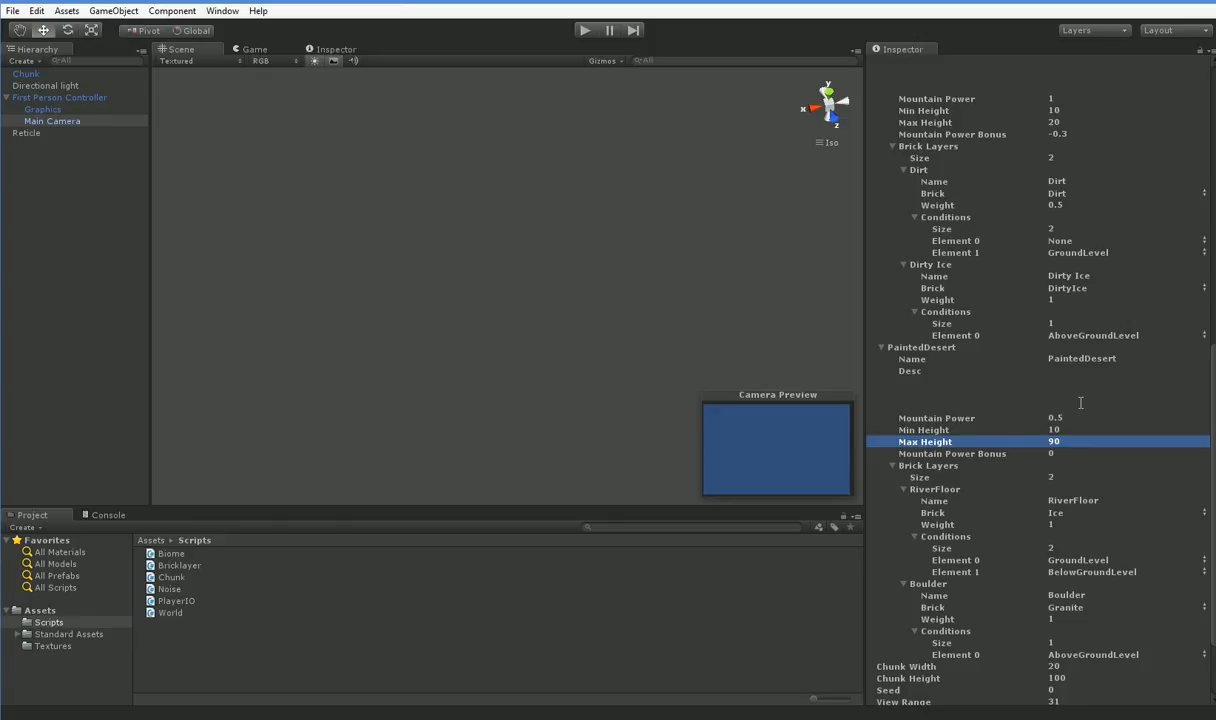 File Edit Assets GameObject Component Window Help
Pivot Global Layers Layout
Hierarchy
Create All
Chunk
Directional light
First Person Controller
Graphics
Main Camera
Reticle
Scene Game Inspector
Textured RGB Gizmos All
y
x
z
Iso
Camera Preview
Project Console
Create
Favorites
All Materials
All Models
All Prefabs
All Scripts
Assets
Scripts
Standard Assets
Textures
Assets Scripts
Biome
Bricklayer
Chunk
Noise
PlayerIO
World
Inspector
Mountain Power 1
Min Height 10
Max Height 20
Mountain Power Bonus -0.3
Brick Layers
Size 2
Dirt
Name Dirt
Brick Dirt
Weight 0.5
Conditions
Size 2
Element 0 None
Element 1 GroundLevel
Dirty Ice
Name Dirty Ice
Brick DirtyIce
Weight 1
Conditions
Size 1
Element 0 AboveGroundLevel
PaintedDesert
Name PaintedDesert
Desc
Mountain Power 0.5
Min Height 10
Max Height 90
Mountain Power Bonus 0
Brick Layers
Size 2
RiverFloor
Name RiverFloor
Brick Ice
Weight 1
Conditions
Size 2
Element 0 GroundLevel
Element 1 BelowGroundLevel
Boulder
Name Boulder
Brick Granite
Weight 1
Conditions
Size 1
Element 0 AboveGroundLevel
Chunk Width 20
Chunk Height 100
Seed 0
View Range 31